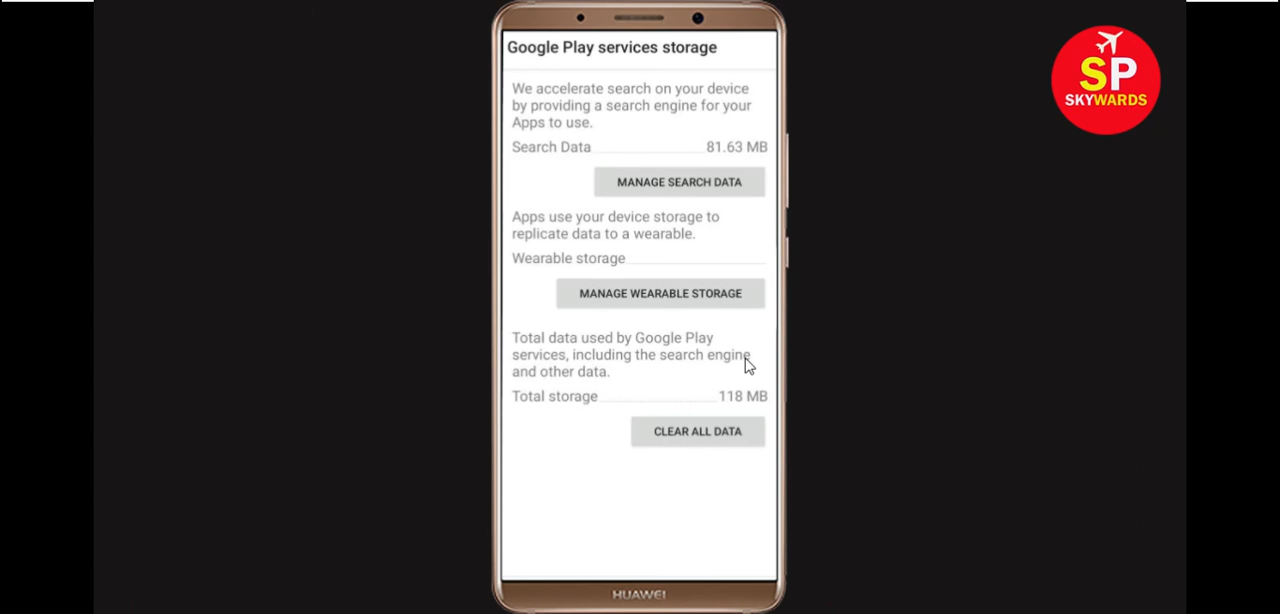 Google Play services storage
We accelerate search on your device
by providing a search engine for your
Apps to use.
Search Data 81.63 MB
MANAGE SEARCH DATA
Apps use your device storage to
replicate data to a wearable.
Wearable storage
MANAGE WEARABLE STORAGE
Total data used by Google Play
services, including the search engine
and other data.
Total storage 118 MB
CLEAR ALL DATA
HUAWEI
SP
SKYWARDS